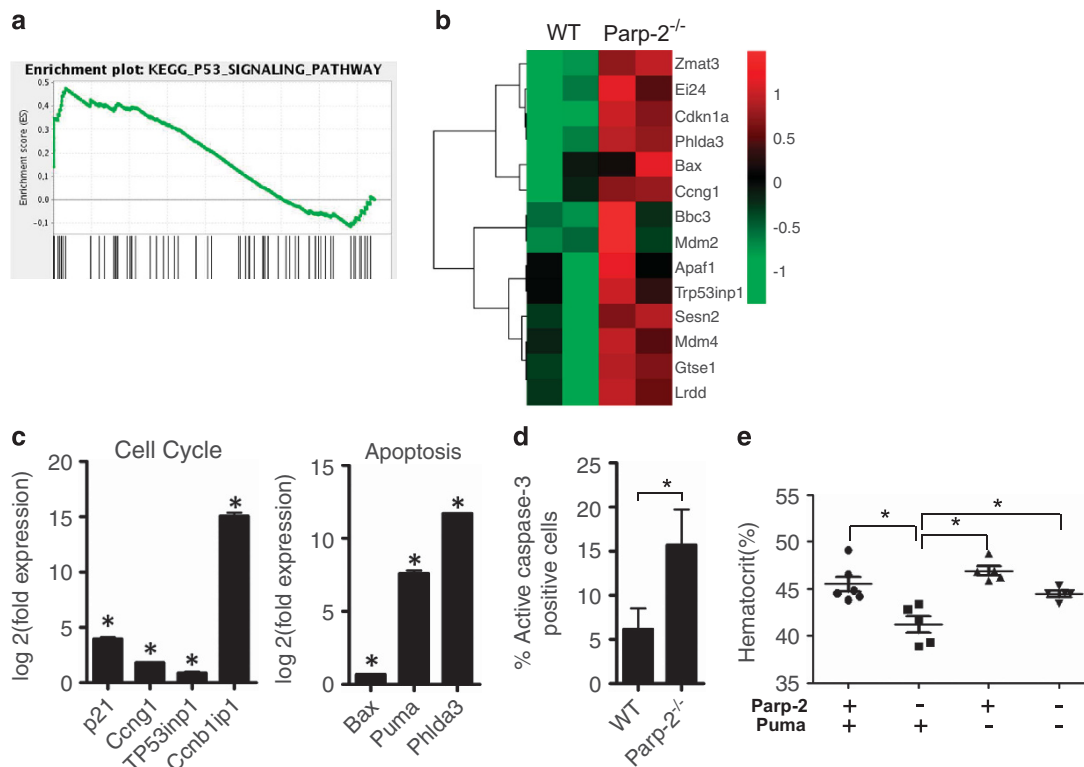 a
Enrichment plot: KEGG_P53_SIGNALING_PATHWAY
Enrichment score (ES)
0,5
0,4
0,3
0,2
0,1
0,0
-0,1
b
WT Parp-2-/-
Zmat3
Ei24
Cdkn1a
Phlda3
Bax
Ccng1
Bbc3
Mdm2
Apaf1
Trp53inp1
Sesn2
Mdm4
Gtse1
Lrdd
1
0.5
0
-0.5
-1
c
Cell Cycle
log 2(fold expression)
20
15
10
5
0
* * * *
p21
Ccng1
TP53inp1
Ccnb1ip1
Apoptosis
log 2(fold expression)
15
10
5
0
* * *
Bax
Puma
Phlda3
d
% Active caspase-3
positive cells
25
20
15
10
5
0
*
WT
Parp-2-/-
e
Hematocrit(%)
55
50
45
40
35
* * *
Parp-2 + - + -
Puma + + - -